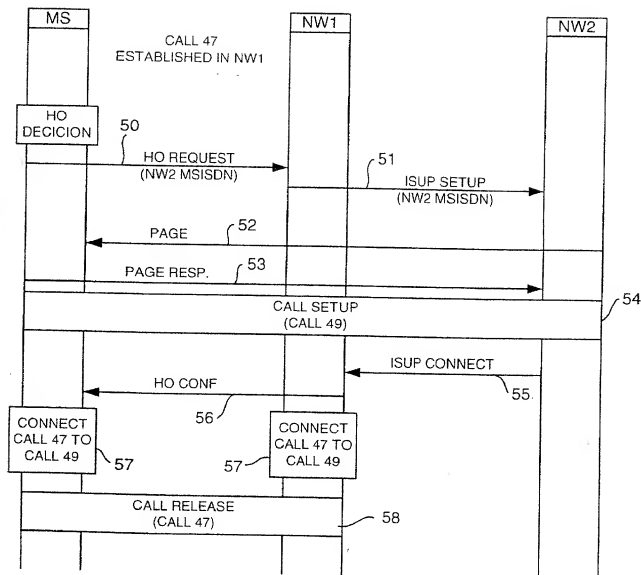 MS
NW1
NW2
CALL 47
ESTABLISHED IN NW1
HO
DECICION
50
HO REQUEST
(NW2 MSISDN)
51
ISUP SETUP
(NW2 MSISDN)
PAGE
52
PAGE RESP.
53
CALL SETUP
(CALL 49)
54
ISUP CONNECT
55
HO CONF
56
CONNECT
CALL 47 TO
CALL 49
57
57
CONNECT
CALL 47 TO
CALL 49
CALL RELEASE
(CALL 47)
58